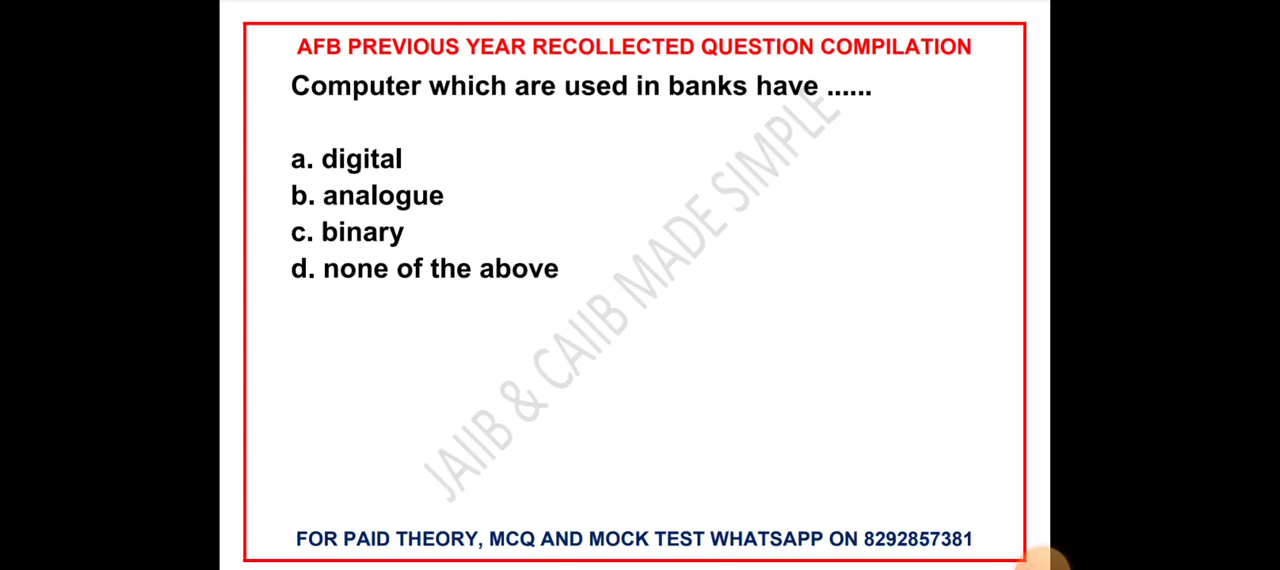 AFB PREVIOUS YEAR RECOLLECTED QUESTION COMPILATION
Computer which are used in banks have ......
a. digital
b. analogue
c. binary
d. none of the above
JAIIB & CAIIB MADE SIMPLE
FOR PAID THEORY, MCQ AND MOCK TEST WHATSAPP ON 8292857381